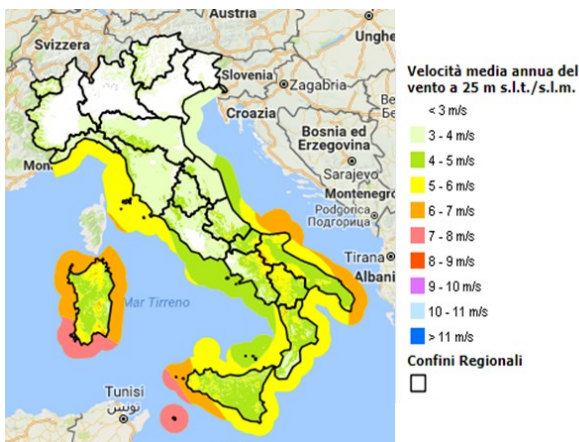 Austria
Svizzera
Unghe
Slovenia
Zagabria
Croazia
Bosnia ed
Erzegovina
Sarajevo
Montenegro
Podgorica
Подгорица
Mon
Tirana
Albani
Mar Tirreno
Tunisi
تونس
Velocità media annua del
vento a 25 m s.l.t./s.l.m.
< 3 m/s
3 - 4 m/s
4 - 5 m/s
5 - 6 m/s
6 - 7 m/s
7 - 8 m/s
8 - 9 m/s
9 - 10 m/s
10 - 11 m/s
> 11 m/s
Confini Regionali